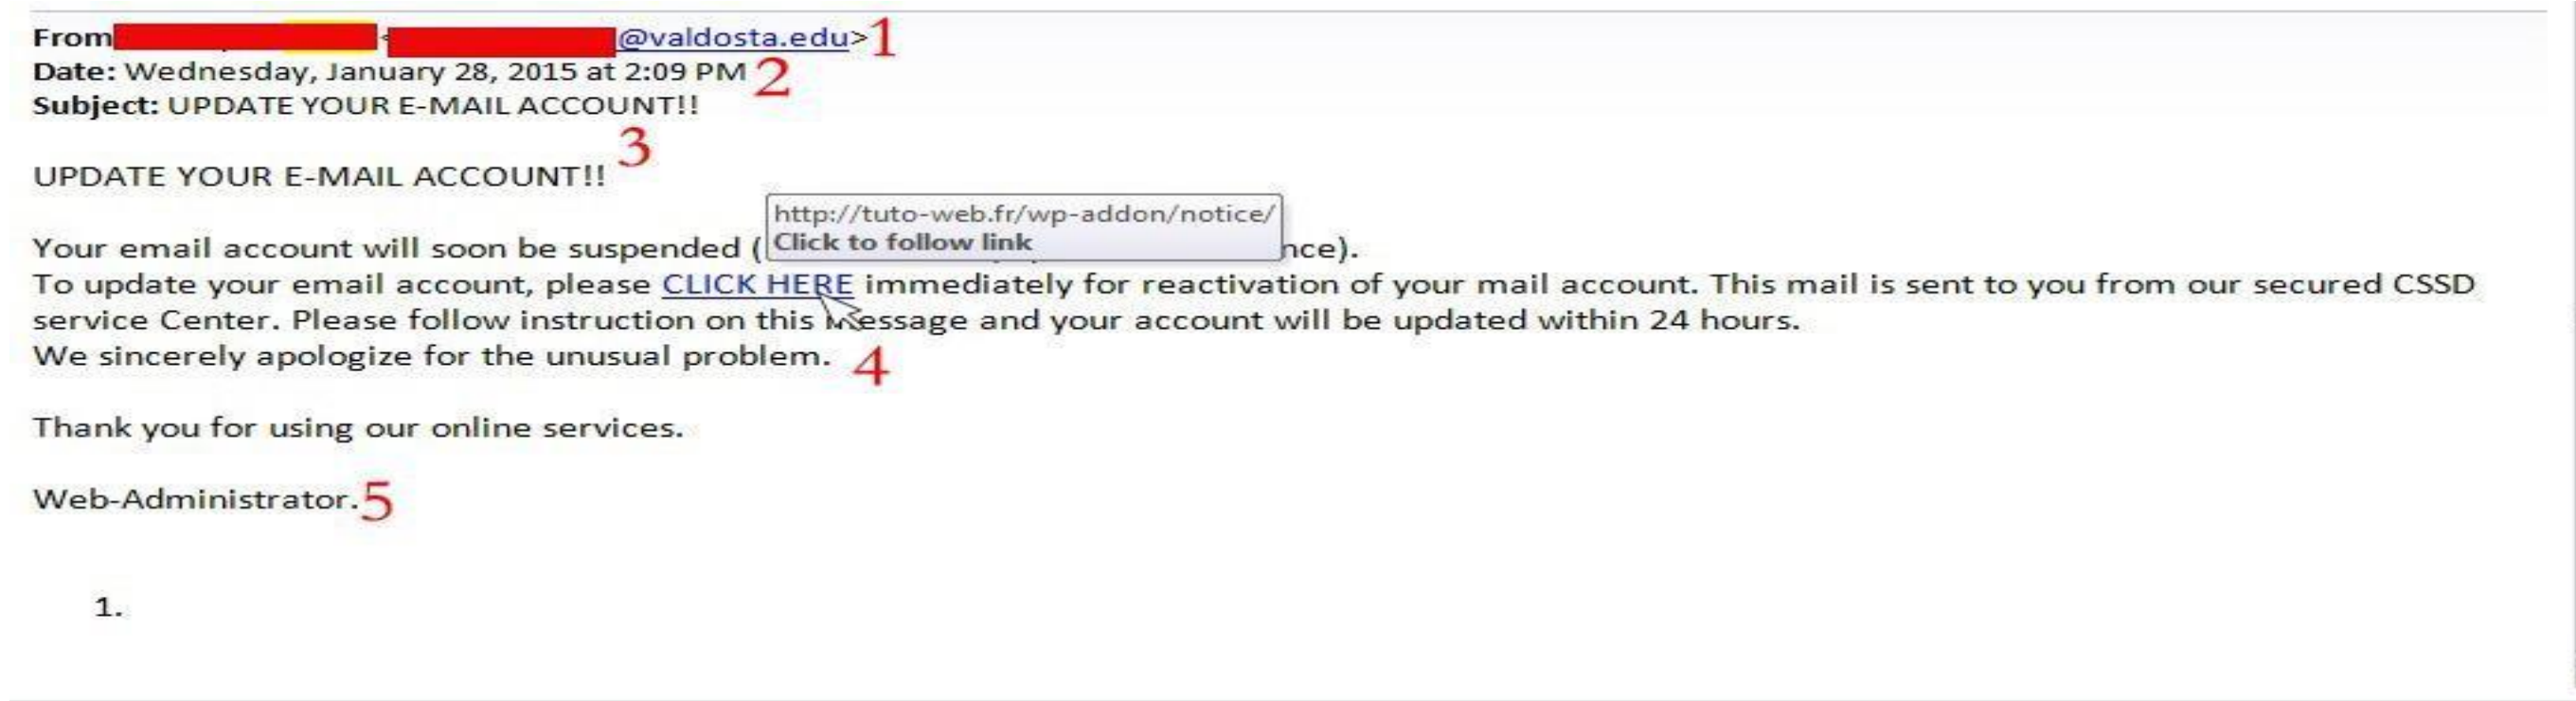 From @valdosta.edu> 1
Date: Wednesday, January 28, 2015 at 2:09 PM 2
Subject: UPDATE YOUR E-MAIL ACCOUNT!!
3
UPDATE YOUR E-MAIL ACCOUNT!!
http://tuto-web.fr/wp-addon/notice/
Click to follow link
Your email account will soon be suspended ( nce).
To update your email account, please CLICK HERE immediately for reactivation of your mail account. This mail is sent to you from our secured CSSD
service Center. Please follow instruction on this Message and your account will be updated within 24 hours.
We sincerely apologize for the unusual problem. 4
Thank you for using our online services.
Web-Administrator. 5
1.